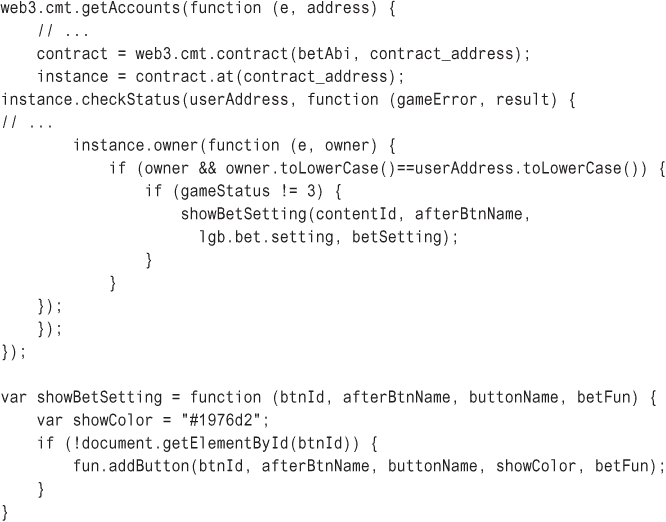 web3.cmt.getAccounts(function (e, address) {
    // ...
    contract = web3.cmt.contract(betAbi, contract_address);
    instance = contract.at(contract_address);
instance.checkStatus(userAddress, function (gameError, result) {
// ...
        instance.owner(function (e, owner) {
            if (owner && owner.toLowerCase()==userAddress.toLowerCase()) {
                if (gameStatus != 3) {
                    showBetSetting(contentId, afterBtnName,
                      lgb.bet.setting, betSetting);
                }
            }
    });
    });
});

var showBetSetting = function (btnId, afterBtnName, buttonName, betFun) {
    var showColor = "#1976d2";
    if (!document.getElementById(btnId)) {
        fun.addButton(btnId, afterBtnName, buttonName, showColor, betFun);
    }
}